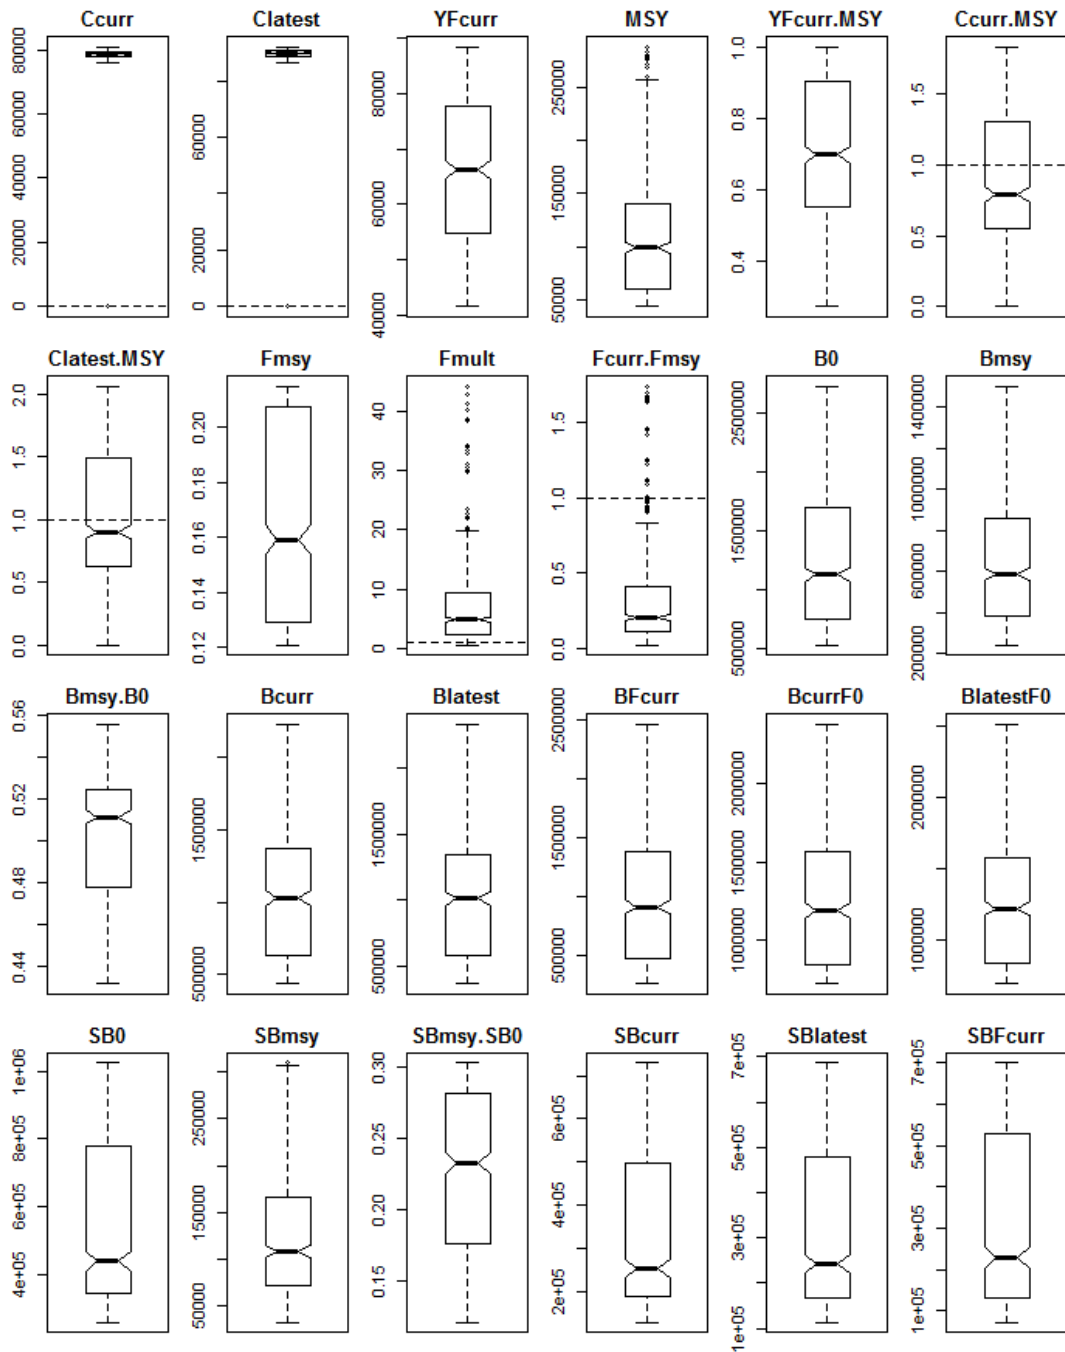 Ccurr Clatest YFcurr MSY YFcurr.MSY Ccurr.MSY
0 20000 40000 60000 80000
0 20000 60000
40000 60000 80000
50000 150000 250000
0.4 0.6 0.8 1.0
0.0 0.5 1.0 1.5
Clatest.MSY Fmsy Fmult Fcurr.Fmsy B0 Bmsy
0.0 0.5 1.0 1.5 2.0
0.12 0.14 0.16 0.18 0.20
0 10 20 30 40
0.0 0.5 1.0 1.5
500000 1500000 2500000
200000 600000 1000000 1400000
Bmsy.B0 Bcurr Blatest BFcurr BcurrF0 BlatestF0
0.44 0.48 0.52 0.56
500000 1500000
500000 1500000
500000 1500000 2500000
1000000 1500000 2000000
1000000 2000000
SB0 SBmsy SBmsy.SB0 SBcurr SBlatest SBFcurr
4e+05 6e+05 8e+05 1e+06
50000 150000 250000
0.15 0.20 0.25 0.30
2e+05 4e+05 6e+05
1e+05 3e+05 5e+05 7e+05
1e+05 3e+05 5e+05 7e+05